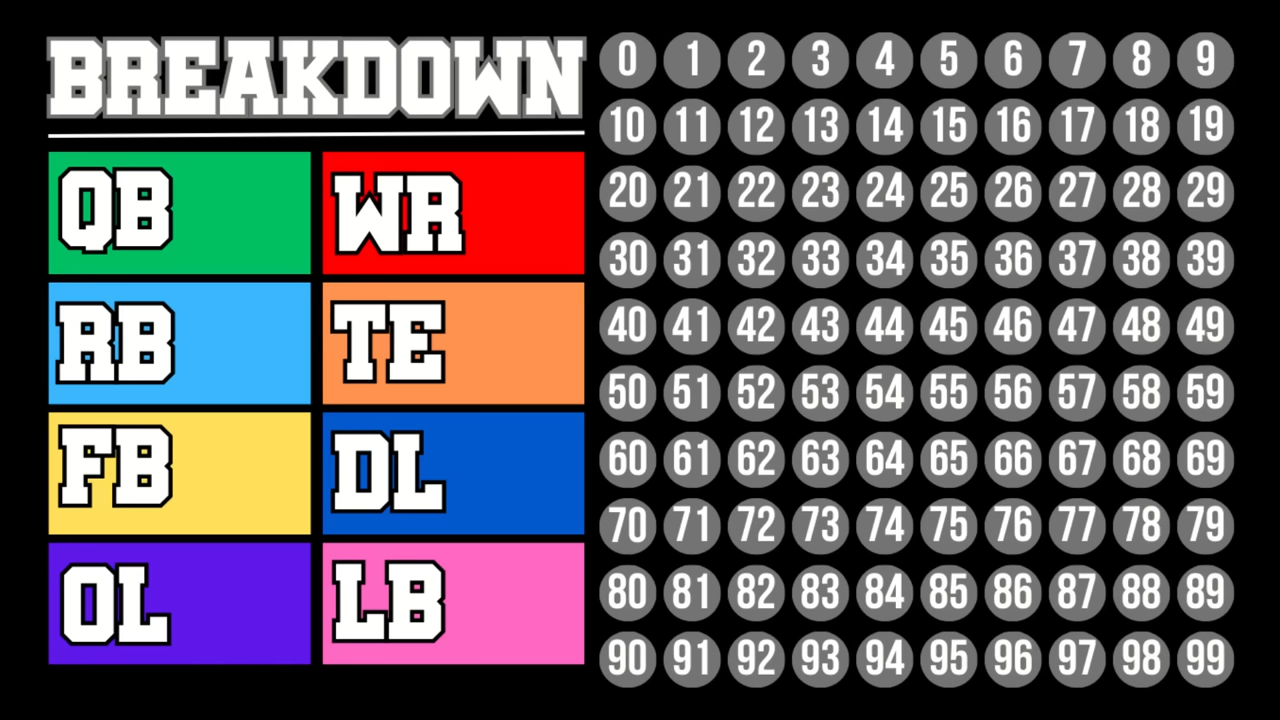 BREAKDOWN
QB WR
RB TE
FB DL
OL LB
0 1 2 3 4 5 6 7 8 9
10 11 12 13 14 15 16 17 18 19
20 21 22 23 24 25 26 27 28 29
30 31 32 33 34 35 36 37 38 39
40 41 42 43 44 45 46 47 48 49
50 51 52 53 54 55 56 57 58 59
60 61 62 63 64 65 66 67 68 69
70 71 72 73 74 75 76 77 78 79
80 81 82 83 84 85 86 87 88 89
90 91 92 93 94 95 96 97 98 99